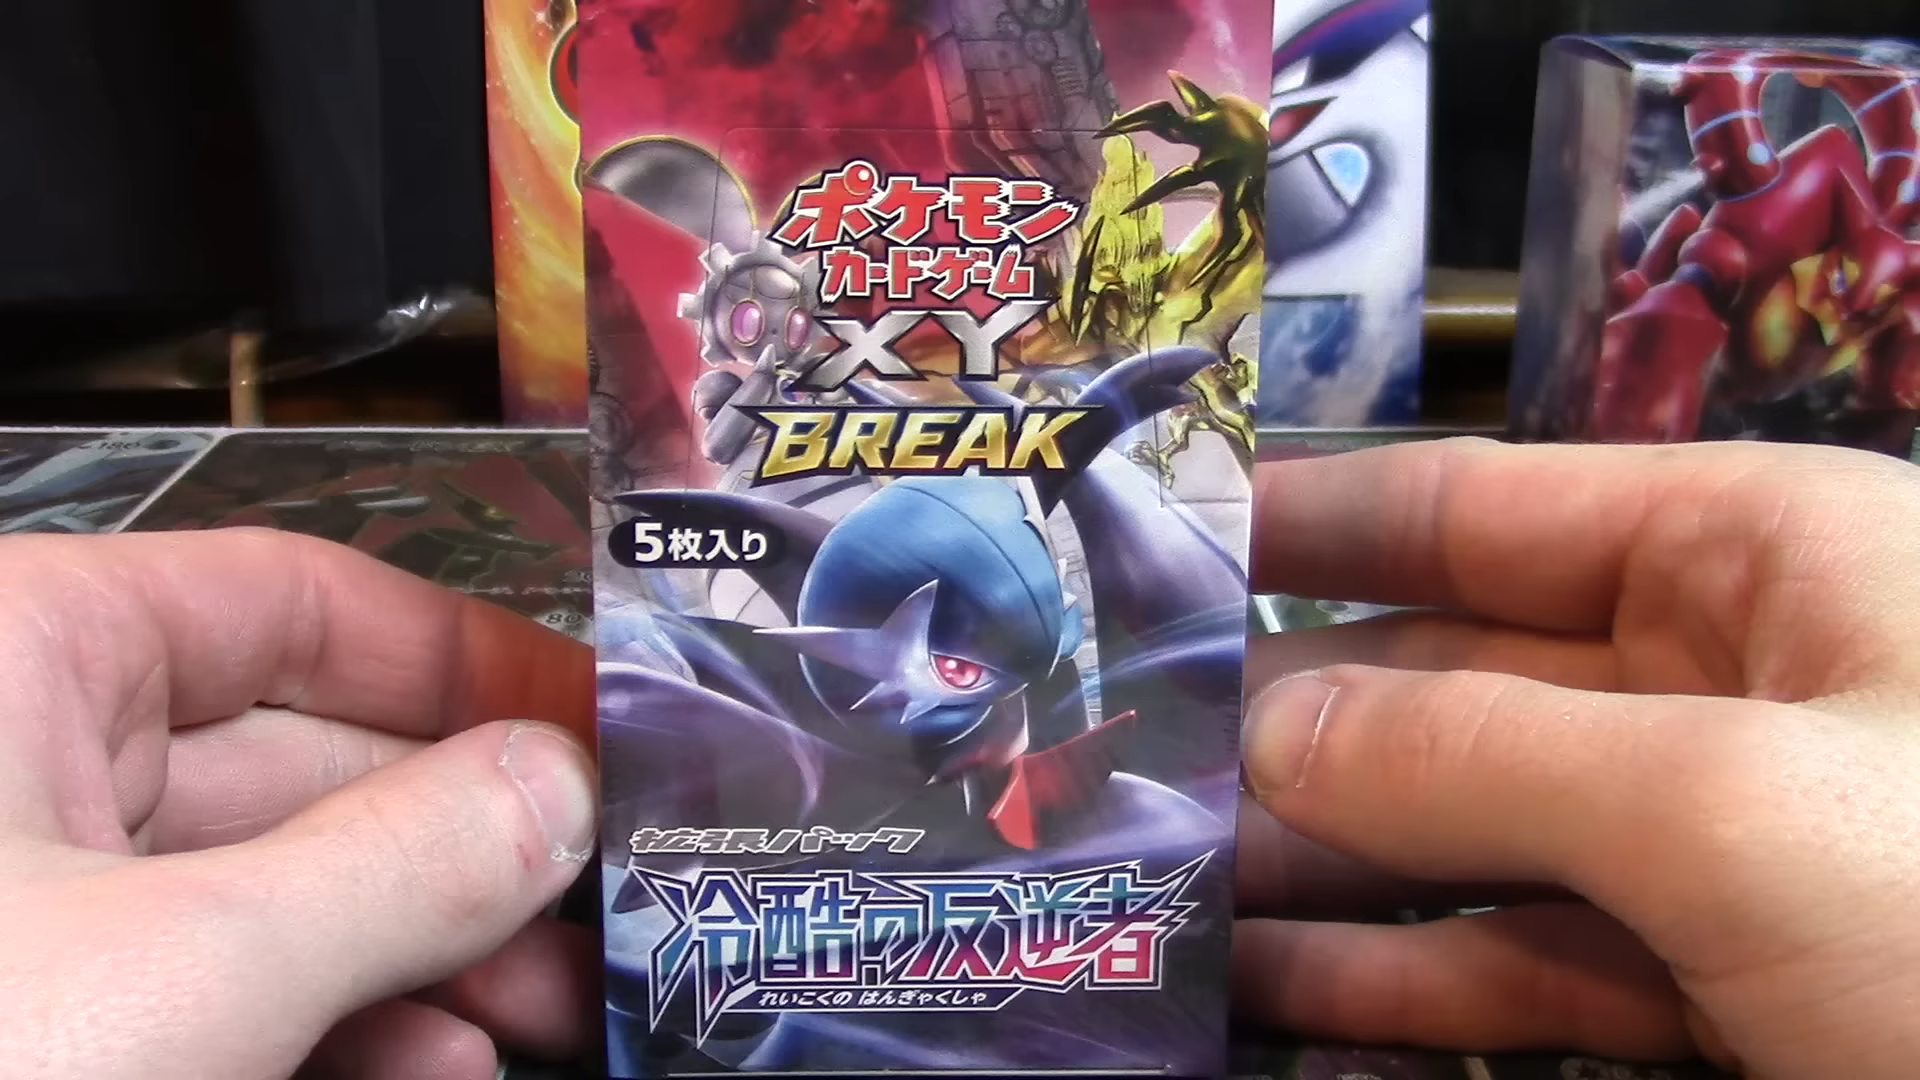 ポケモン
カードゲーム
XY
BREAK
5枚入り
拡張パック
冷酷の反逆者
れいこくの はんぎゃくしゃ
180
80